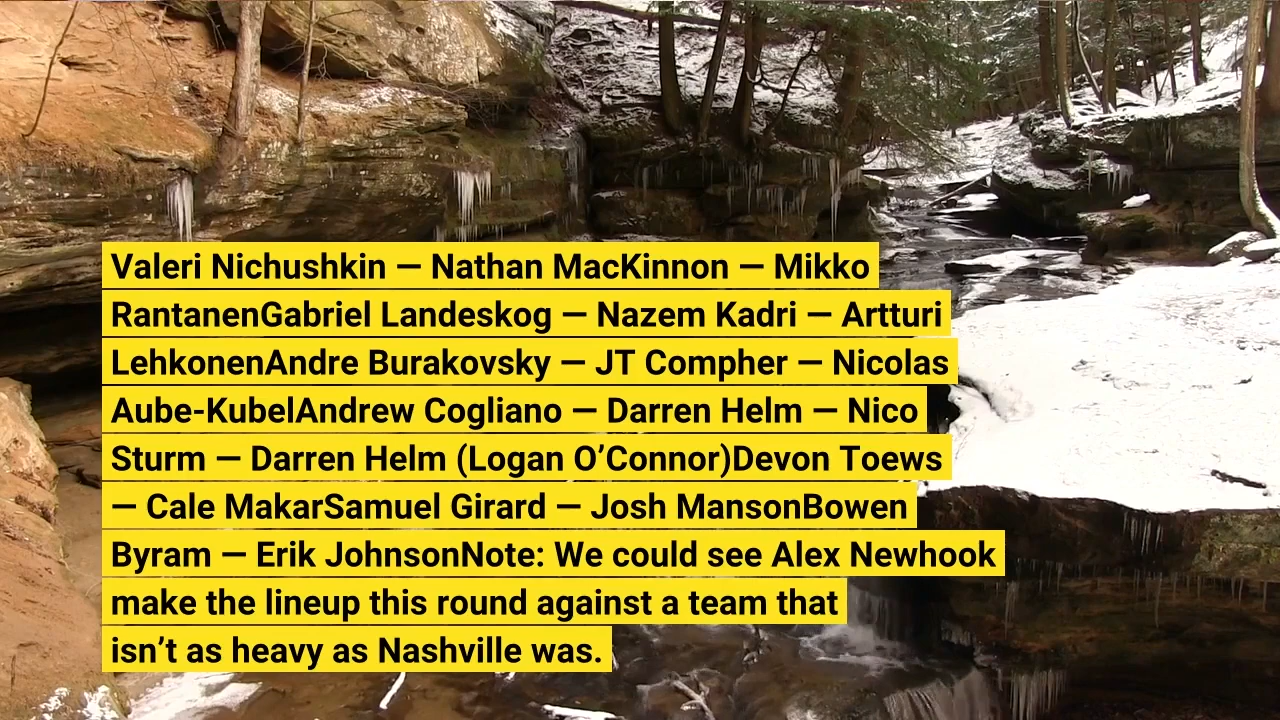 Valeri Nichushkin — Nathan MacKinnon — Mikko
RantanenGabriel Landeskog — Nazem Kadri — Artturi
LehkonenAndre Burakovsky — JT Compher — Nicolas
Aube-KubelAndrew Cogliano — Darren Helm — Nico
Sturm — Darren Helm (Logan O’Connor)Devon Toews
— Cale MakarSamuel Girard — Josh MansonBowen
Byram — Erik JohnsonNote: We could see Alex Newhook
make the lineup this round against a team that
isn’t as heavy as Nashville was.